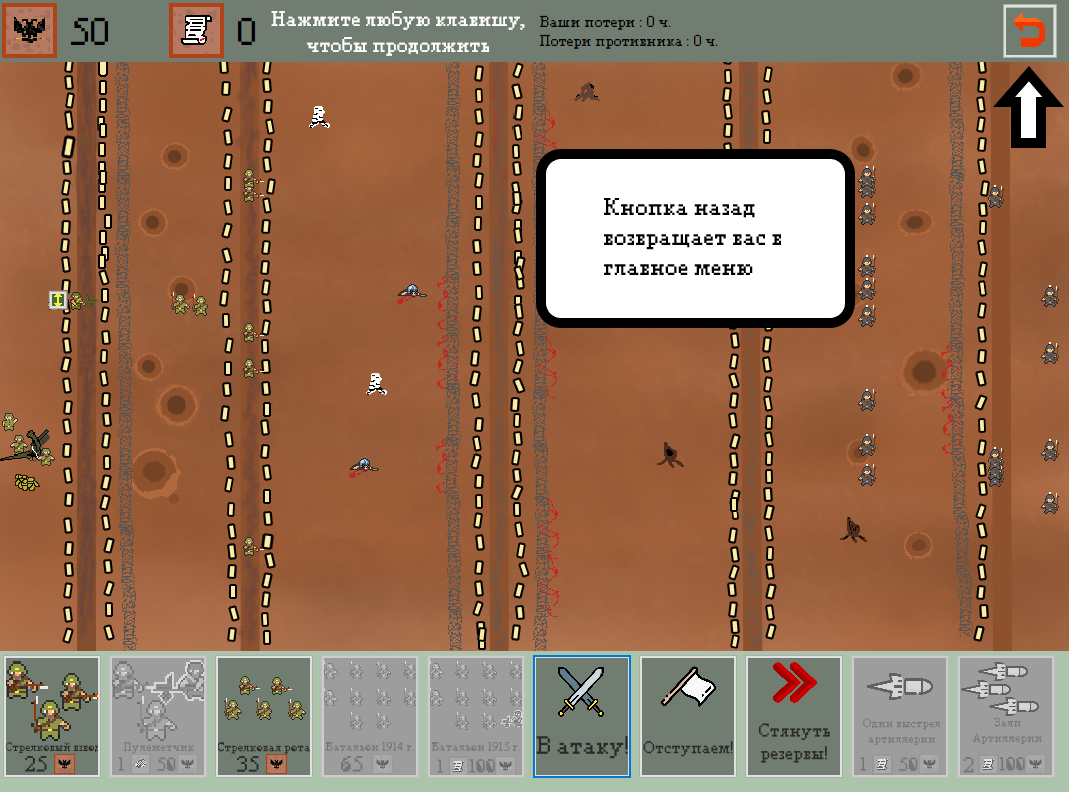 50
0
Нажмите любую клавишу,
чтобы продолжить
Ваши потери : 0 ч.
Потери противника : 0 ч.
Кнопка назад
возвращает вас в
главное меню
Стрелковый взвод
25
Пулеметчик
1 50
Стрелковая рота
35
Батальон 1914 г.
65
Батальон 1915 г.
1 100
В атаку!
Отступаем!
Стянуть
резервы!
Один выстрел
артиллерии
1 50
Залп
Артиллерии
2 100